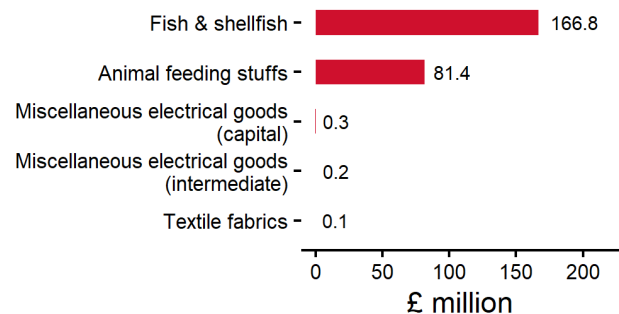 Fish & shellfish 166.8
Animal feeding stuffs 81.4
Miscellaneous electrical goods
(capital) 0.3
Miscellaneous electrical goods
(intermediate) 0.2
Textile fabrics 0.1
0 50 100 150 200
£ million